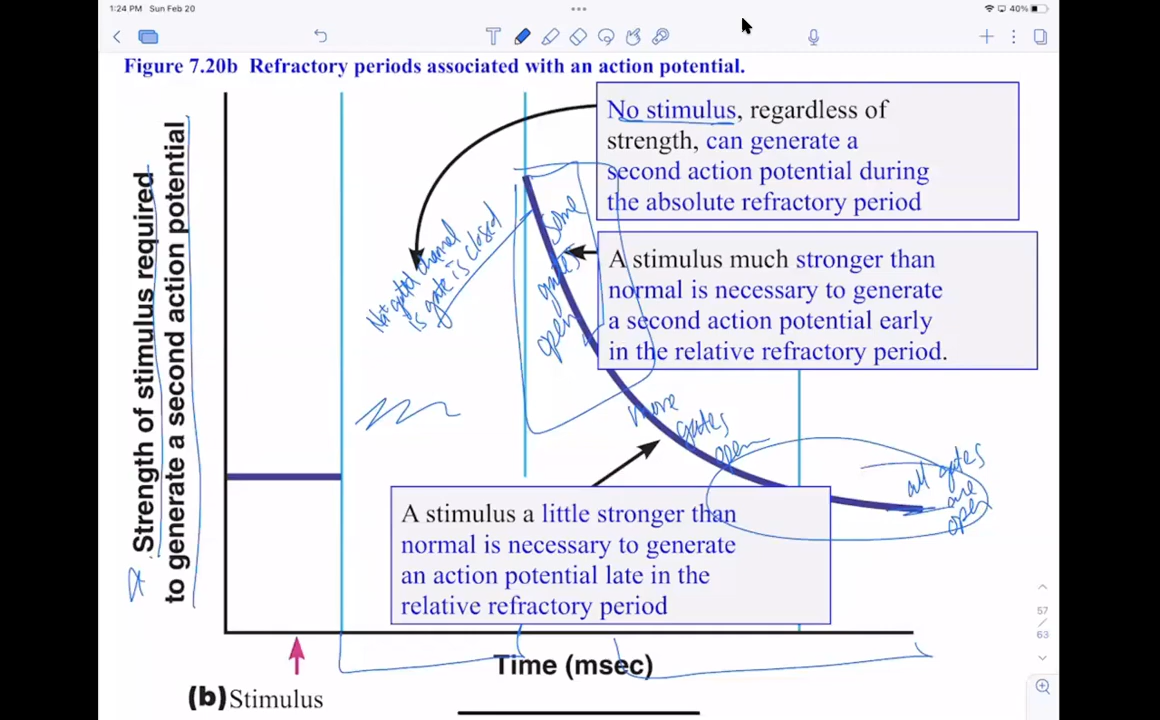 1:24 PM Sun Feb 20
40%
Figure 7.20b Refractory periods associated with an action potential.
Strength of stimulus required
to generate a second action potential
No stimulus, regardless of
strength, can generate a
second action potential during
the absolute refractory period
A stimulus much stronger than
normal is necessary to generate
a second action potential early
in the relative refractory period.
Na+ gated channel
is gate is closed
some
gates
open
more
gates
open
all gates
are
open
A stimulus a little stronger than
normal is necessary to generate
an action potential late in the
relative refractory period
57
/
63
Time (msec)
(b) Stimulus